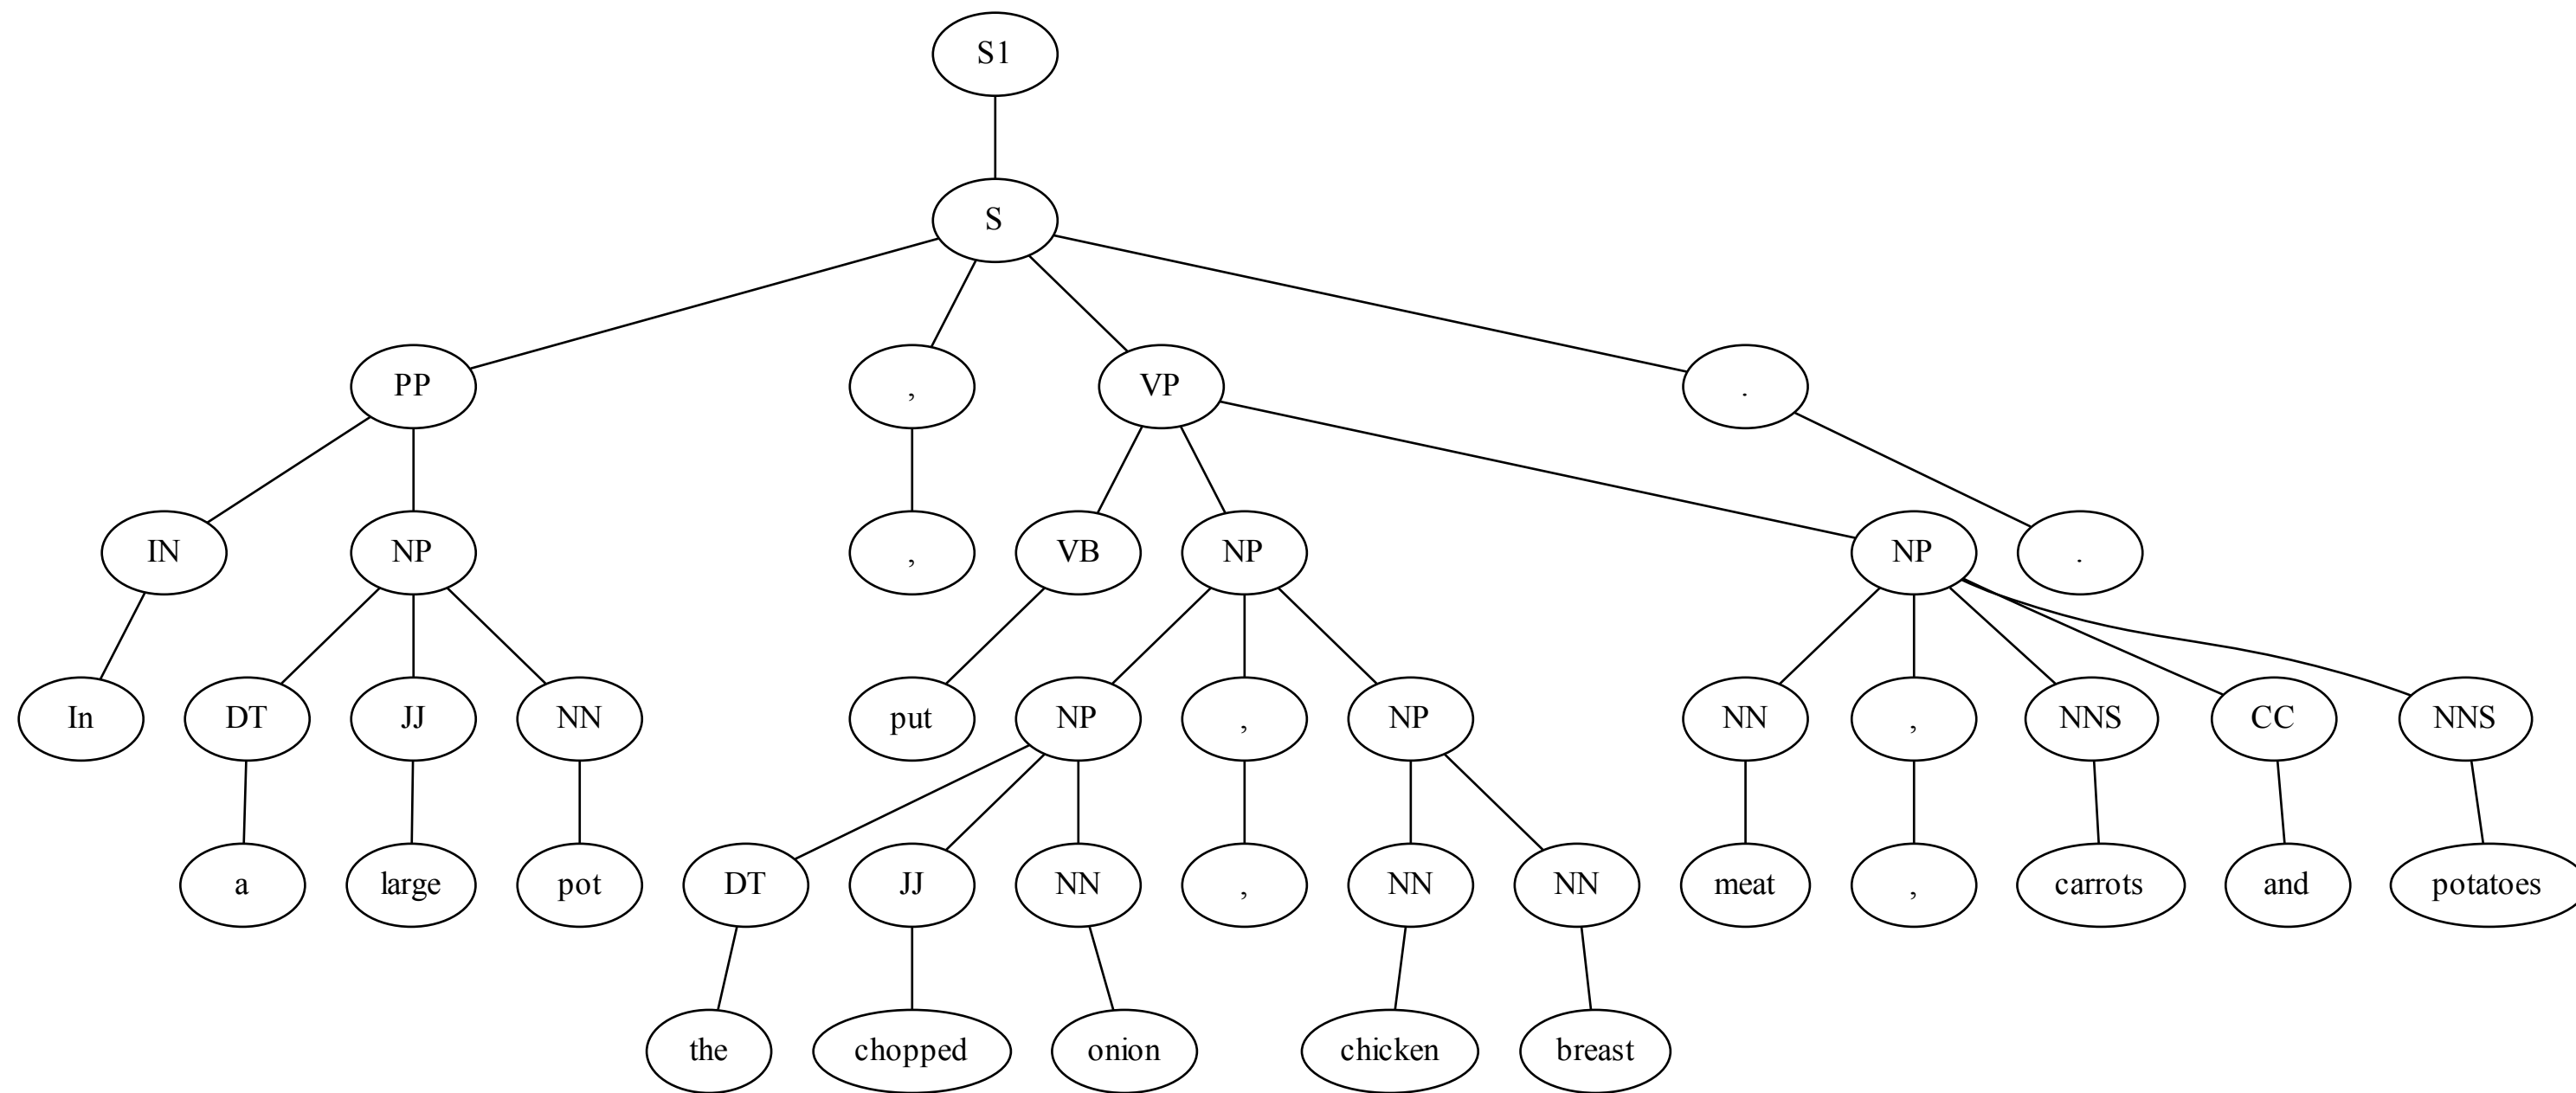 S1
S
PP , VP .
IN NP , VB NP NP .
In DT JJ NN put NP , NP NN , NNS CC NNS
a large pot DT JJ NN , NN NN meat , carrots and potatoes
the chopped onion chicken breast